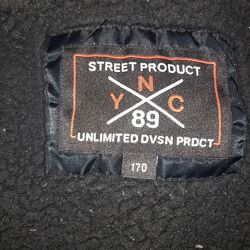 STREET PRODUCT
N
Y C
89
UNLIMITED DVSN PRDCT
170